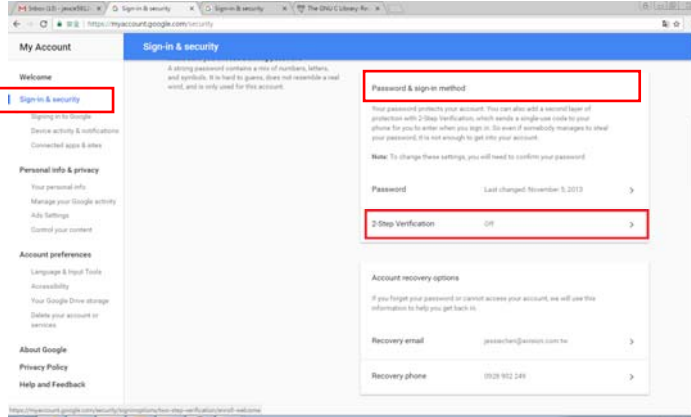 Sign-in & security
Sign-in & security
https://myaccount.google.com/security
My Account
Sign-in & security
Welcome
Sign-in & security
Signing in to Google
Device activity & notifications
Connected apps & sites
Personal info & privacy
Your personal info
Manage your Google activity
Ads Settings
Control your content
Account preferences
Language & Input Tools
Accessibility
Your Google Drive storage
Delete your account or
services
About Google
Privacy Policy
Help and Feedback
A strong password contains a mix of numbers, letters,
and symbols. It is hard to guess, does not resemble a real
word, and is only used for this account.
Password & sign-in method
Your password protects your account. You can also add a second layer of
protection with 2-Step Verification, which sends a single-use code to your
phone for you to enter when you sign in. So even if somebody manages to steal
your password, it is not enough to get into your account.
Note: To change these settings, you will need to confirm your password.
Password Last changed: November 5, 2013
2-Step Verification Off
Account recovery options
If you forget your password or cannot access your account, we will use this
information to help you get back in.
Recovery email
Recovery phone 0928 902 249
https://myaccount.google.com/security/signinoptions/two-step-verification/enroll-welcome